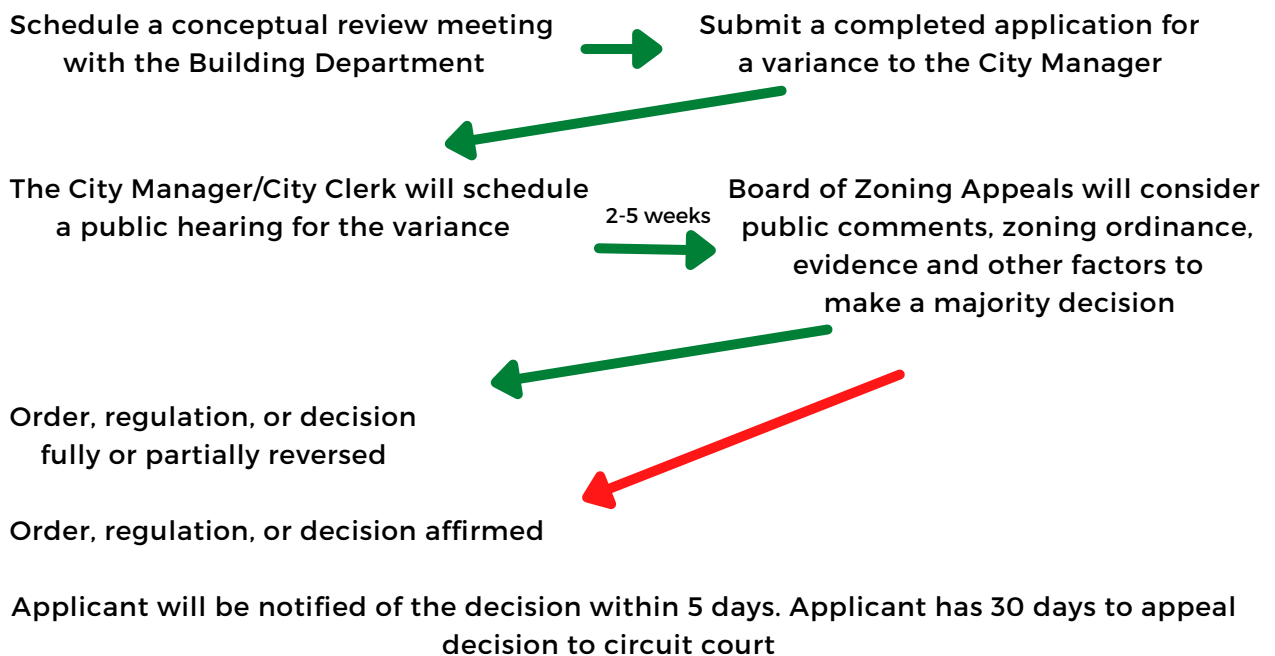 Schedule a conceptual review meeting
with the Building Department
Submit a completed application for
a variance to the City Manager
The City Manager/City Clerk will schedule
a public hearing for the variance
2-5 weeks
Board of Zoning Appeals will consider
public comments, zoning ordinance,
evidence and other factors to
make a majority decision
Order, regulation, or decision
fully or partially reversed
Order, regulation, or decision affirmed
Applicant will be notified of the decision within 5 days. Applicant has 30 days to appeal
decision to circuit court